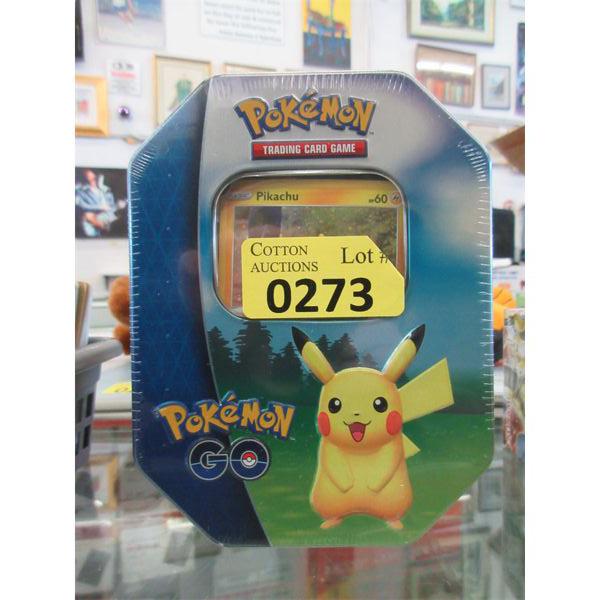 POKéMON
TRADING CARD GAME
Pikachu HP60
COTTON AUCTIONS
Lot #
0273
POKéMON
GO